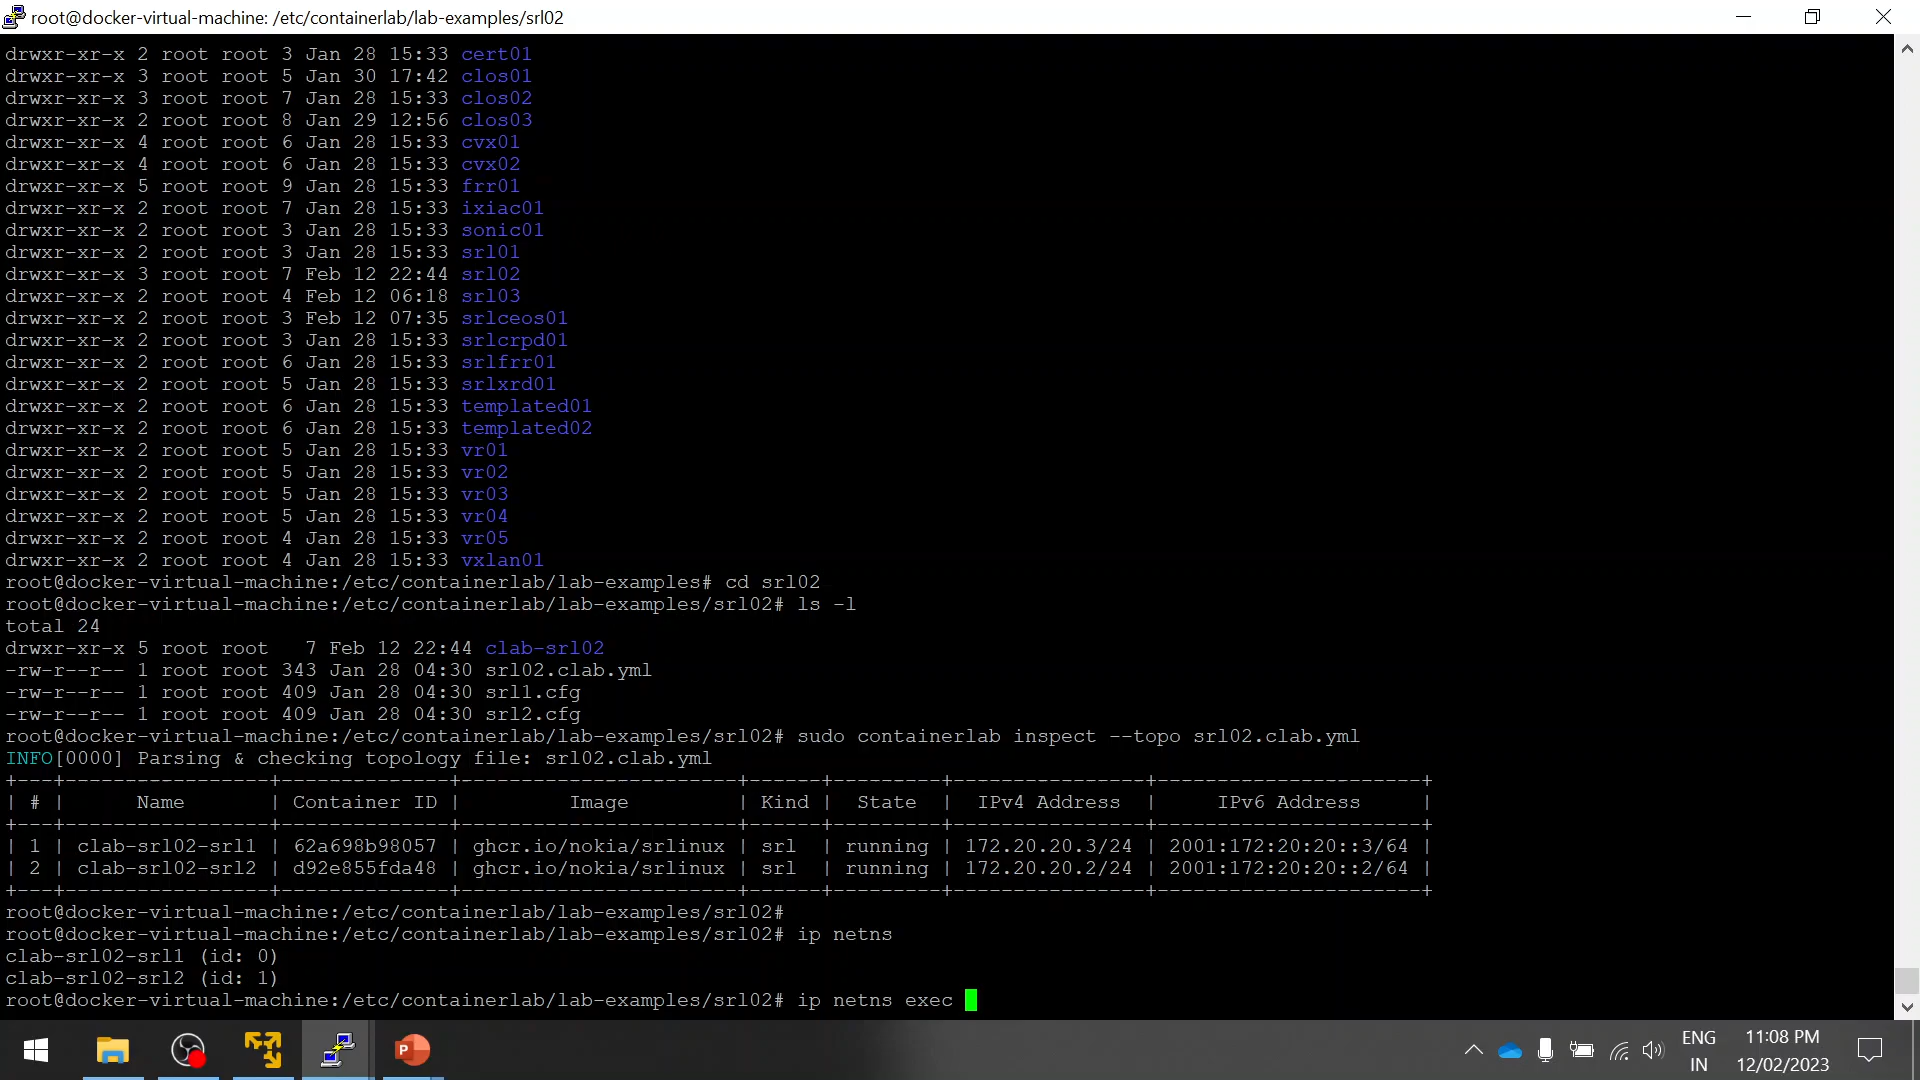 root@docker-virtual-machine: /etc/containerlab/lab-examples/srl02
drwxr-xr-x 2 root root 3 Jan 28 15:33 cert01
drwxr-xr-x 3 root root 5 Jan 30 17:42 clos01
drwxr-xr-x 3 root root 7 Jan 28 15:33 clos02
drwxr-xr-x 2 root root 8 Jan 29 12:56 clos03
drwxr-xr-x 4 root root 6 Jan 28 15:33 cvx01
drwxr-xr-x 4 root root 6 Jan 28 15:33 cvx02
drwxr-xr-x 5 root root 9 Jan 28 15:33 frr01
drwxr-xr-x 2 root root 7 Jan 28 15:33 ixiac01
drwxr-xr-x 2 root root 3 Jan 28 15:33 sonic01
drwxr-xr-x 2 root root 3 Jan 28 15:33 srl01
drwxr-xr-x 3 root root 7 Feb 12 22:44 srl02
drwxr-xr-x 2 root root 4 Feb 12 06:18 srl03
drwxr-xr-x 2 root root 3 Feb 12 07:35 srlceos01
drwxr-xr-x 2 root root 3 Jan 28 15:33 srlcrpd01
drwxr-xr-x 2 root root 6 Jan 28 15:33 srlfrr01
drwxr-xr-x 2 root root 5 Jan 28 15:33 srlxrd01
drwxr-xr-x 2 root root 6 Jan 28 15:33 templated01
drwxr-xr-x 2 root root 6 Jan 28 15:33 templated02
drwxr-xr-x 2 root root 5 Jan 28 15:33 vr01
drwxr-xr-x 2 root root 5 Jan 28 15:33 vr02
drwxr-xr-x 2 root root 5 Jan 28 15:33 vr03
drwxr-xr-x 2 root root 5 Jan 28 15:33 vr04
drwxr-xr-x 2 root root 4 Jan 28 15:33 vr05
drwxr-xr-x 2 root root 4 Jan 28 15:33 vxlan01
root@docker-virtual-machine:/etc/containerlab/lab-examples# cd srl02
root@docker-virtual-machine:/etc/containerlab/lab-examples/srl02# ls -l
total 24
drwxr-xr-x 5 root root   7 Feb 12 22:44 clab-srl02
-rw-r--r-- 1 root root 343 Jan 28 04:30 srl02.clab.yml
-rw-r--r-- 1 root root 409 Jan 28 04:30 srl1.cfg
-rw-r--r-- 1 root root 409 Jan 28 04:30 srl2.cfg
root@docker-virtual-machine:/etc/containerlab/lab-examples/srl02# sudo containerlab inspect --topo srl02.clab.yml
INFO[0000] Parsing & checking topology file: srl02.clab.yml
+---+-----------------+--------------+-----------------------+------+---------+----------------+----------------------+
| # |      Name       | Container ID |         Image         | Kind |  State  |  IPv4 Address  |     IPv6 Address     |
+---+-----------------+--------------+-----------------------+------+---------+----------------+----------------------+
| 1 | clab-srl02-srl1 | 62a698b98057 | ghcr.io/nokia/srlinux | srl  | running | 172.20.20.3/24 | 2001:172:20:20::3/64 |
| 2 | clab-srl02-srl2 | d92e855fda48 | ghcr.io/nokia/srlinux | srl  | running | 172.20.20.2/24 | 2001:172:20:20::2/64 |
+---+-----------------+--------------+-----------------------+------+---------+----------------+----------------------+
root@docker-virtual-machine:/etc/containerlab/lab-examples/srl02#
root@docker-virtual-machine:/etc/containerlab/lab-examples/srl02# ip netns
clab-srl02-srl1 (id: 0)
clab-srl02-srl2 (id: 1)
root@docker-virtual-machine:/etc/containerlab/lab-examples/srl02# ip netns exec
P
ENG
IN
11:08 PM
12/02/2023